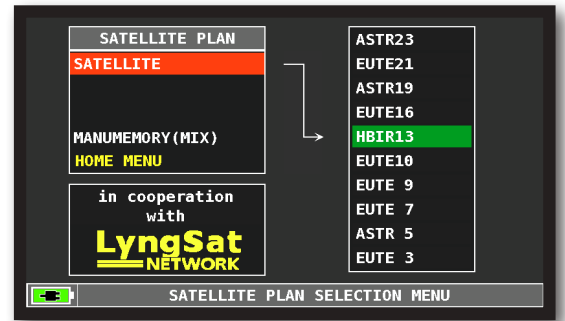 SATELLITE PLAN
SATELLITE
MANUMEMORY(MIX)
HOME MENU
in cooperation
with
LyngSat
NETWORK
ASTR23
EUTE21
ASTR19
EUTE16
HBIR13
EUTE10
EUTE 9
EUTE 7
ASTR 5
EUTE 3
SATELLITE PLAN SELECTION MENU